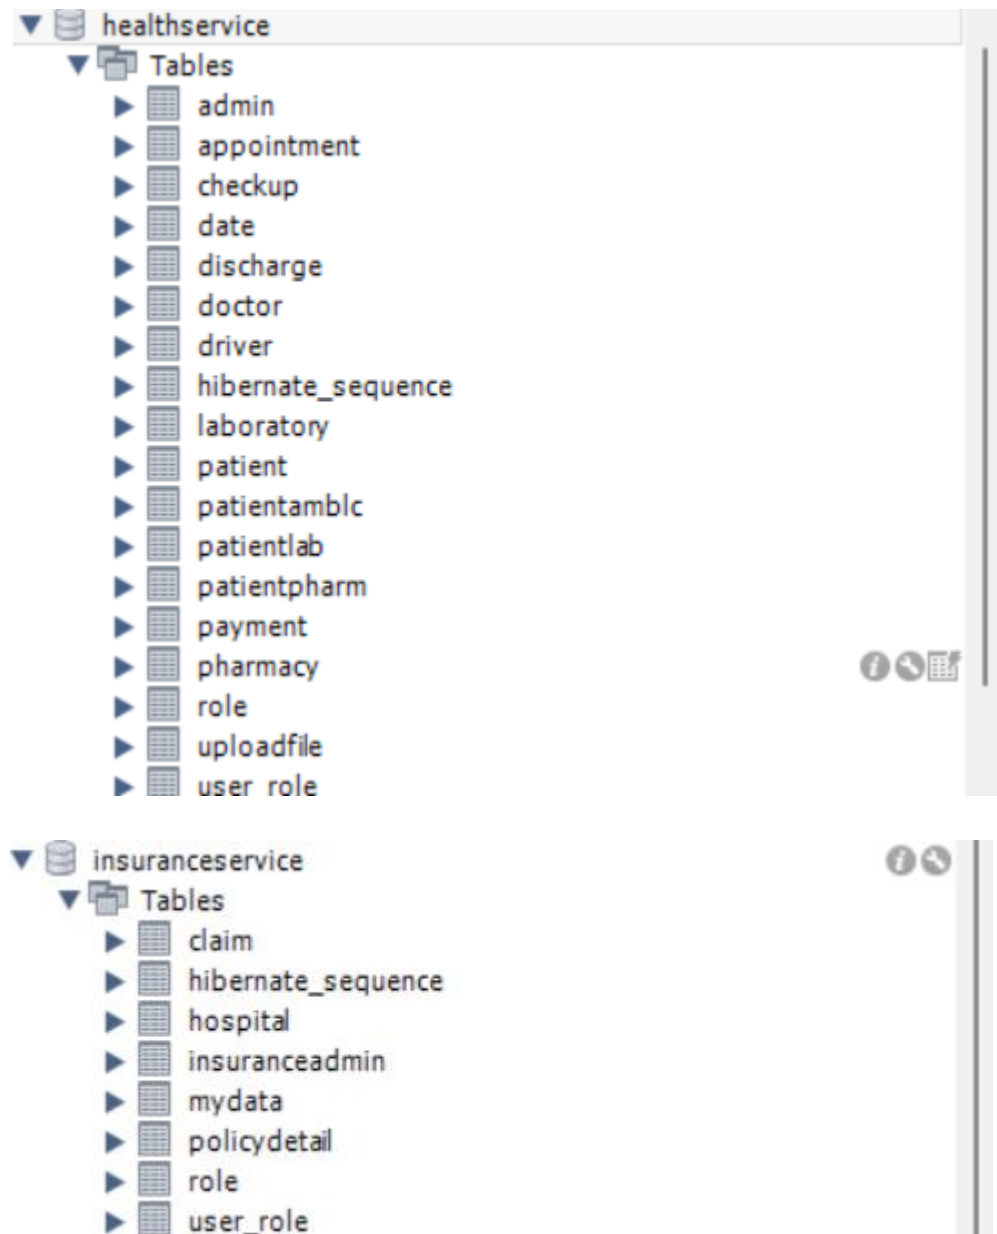 healthservice
Tables
admin
appointment
checkup
date
discharge
doctor
driver
hibernate_sequence
laboratory
patient
patientamblc
patientlab
patientpharm
payment
pharmacy
role
uploadfile
user_role
insuranceservice
Tables
claim
hibernate_sequence
hospital
insuranceadmin
mydata
policydetail
role
user_role